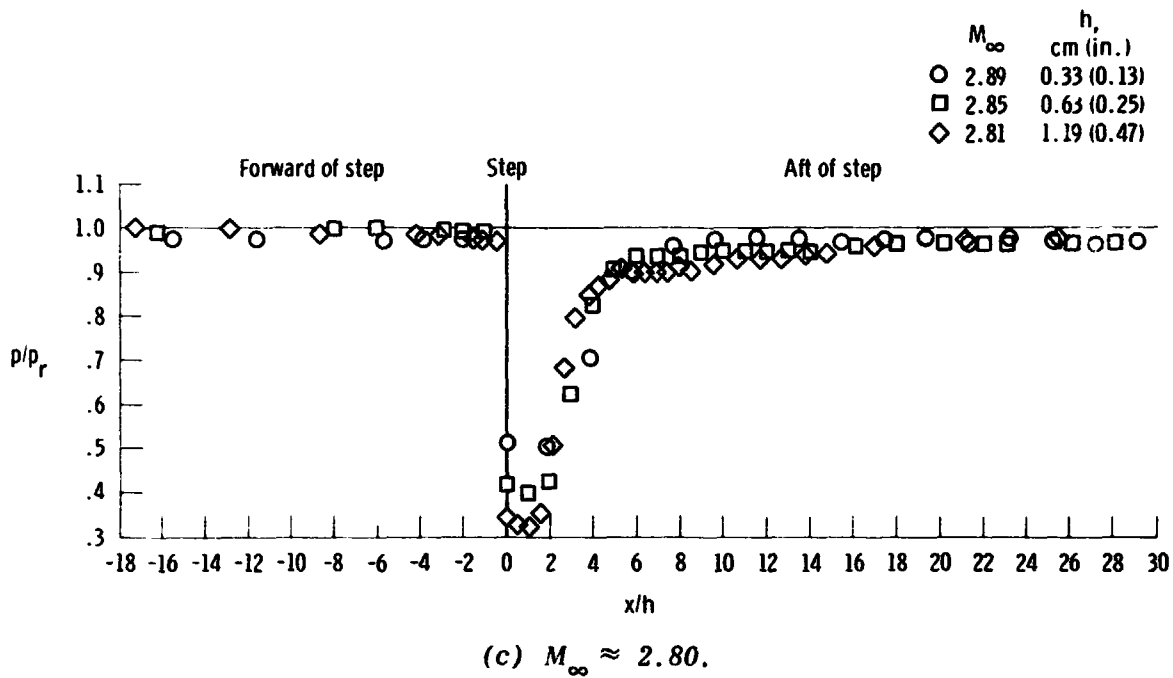 M∞ h, cm (in.)
○ 2.89 0.33 (0.13)
□ 2.85 0.63 (0.25)
◇ 2.81 1.19 (0.47)
Forward of step Step Aft of step
1.1
1.0
.9
.8
.7
.6
.5
.4
.3
p/pr
-18 -16 -14 -12 -10 -8 -6 -4 -2 0 2 4 6 8 10 12 14 16 18 20 22 24 26 28 30
x/h
(c) M∞ ≈ 2.80.